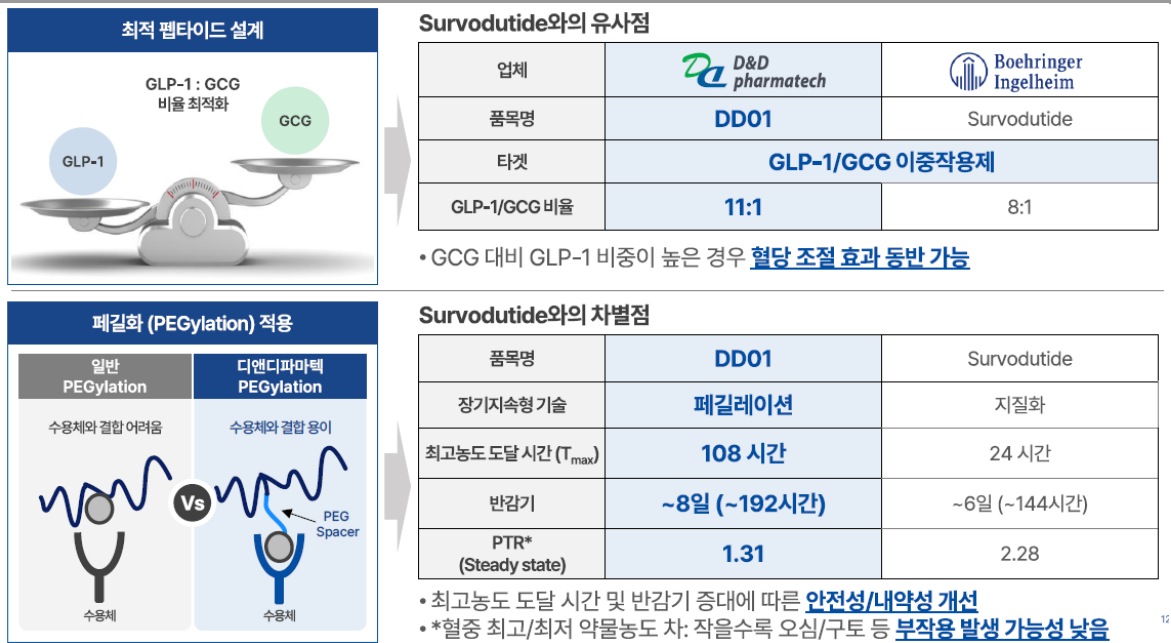 최적 펩타이드 설계
GLP-1 : GCG
비율 최적화
GCG
GLP-1
Survodutide와의 유사점
업체 D&D pharmatech Boehringer Ingelheim
품목명 DD01 Survodutide
타겟 GLP-1/GCG 이중작용제
GLP-1/GCG 비율 11:1 8:1
• GCG 대비 GLP-1 비중이 높은 경우 혈당 조절 효과 동반 가능
페길화 (PEGylation) 적용
일반
PEGylation
디앤디파마텍
PEGylation
수용체와 결합 어려움
수용체와 결합 용이
Vs
PEG
Spacer
수용체
수용체
Survodutide와의 차별점
품목명 DD01 Survodutide
장기지속형 기술 페길레이션 지질화
최고농도 도달 시간 (Tmax) 108 시간 24 시간
반감기 ~8일 (~192시간) ~6일 (~144시간)
PTR*
(Steady state) 1.31 2.28
• 최고농도 도달 시간 및 반감기 증대에 따른 안전성/내약성 개선
• *혈중 최고/최저 약물농도 차: 작을수록 오심/구토 등 부작용 발생 가능성 낮음
12